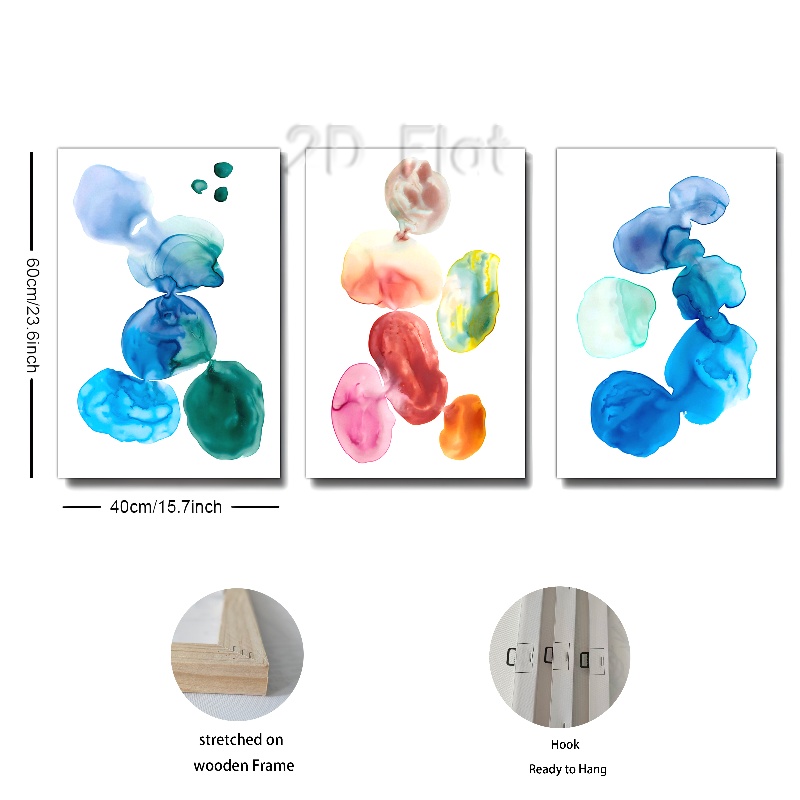 2D Flat
60cm/23.6inch
40cm/15.7inch
stretched on
wooden Frame
Hook
Ready to Hang